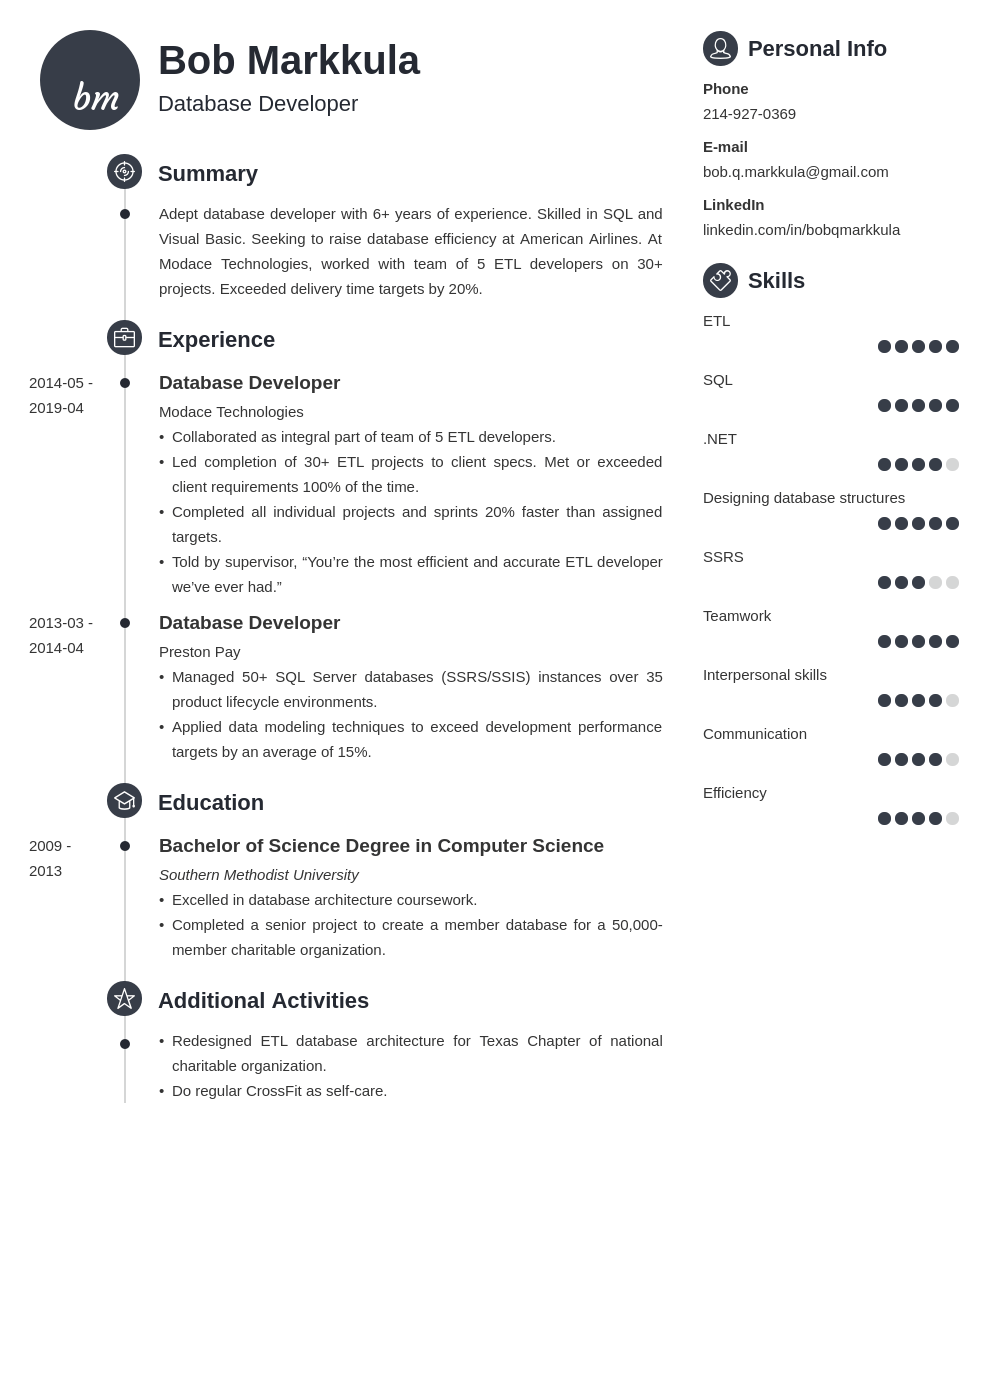 bm
Bob Markkula
Database Developer
Summary
Adept database developer with 6+ years of experience. Skilled in SQL and
Visual Basic. Seeking to raise database efficiency at American Airlines. At
Modace Technologies, worked with team of 5 ETL developers on 30+
projects. Exceeded delivery time targets by 20%.
Experience
2014-05 -
2019-04
Database Developer
Modace Technologies
• Collaborated as integral part of team of 5 ETL developers.
• Led completion of 30+ ETL projects to client specs. Met or exceeded
client requirements 100% of the time.
• Completed all individual projects and sprints 20% faster than assigned
targets.
• Told by supervisor, “You’re the most efficient and accurate ETL developer
we’ve ever had.”
2013-03 -
2014-04
Database Developer
Preston Pay
• Managed 50+ SQL Server databases (SSRS/SSIS) instances over 35
product lifecycle environments.
• Applied data modeling techniques to exceed development performance
targets by an average of 15%.
Education
2009 -
2013
Bachelor of Science Degree in Computer Science
Southern Methodist University
• Excelled in database architecture coursework.
• Completed a senior project to create a member database for a 50,000-
member charitable organization.
Additional Activities
• Redesigned ETL database architecture for Texas Chapter of national
charitable organization.
• Do regular CrossFit as self-care.
Personal Info
Phone
214-927-0369
E-mail
bob.q.markkula@gmail.com
LinkedIn
linkedin.com/in/bobqmarkkula
Skills
ETL
SQL
.NET
Designing database structures
SSRS
Teamwork
Interpersonal skills
Communication
Efficiency